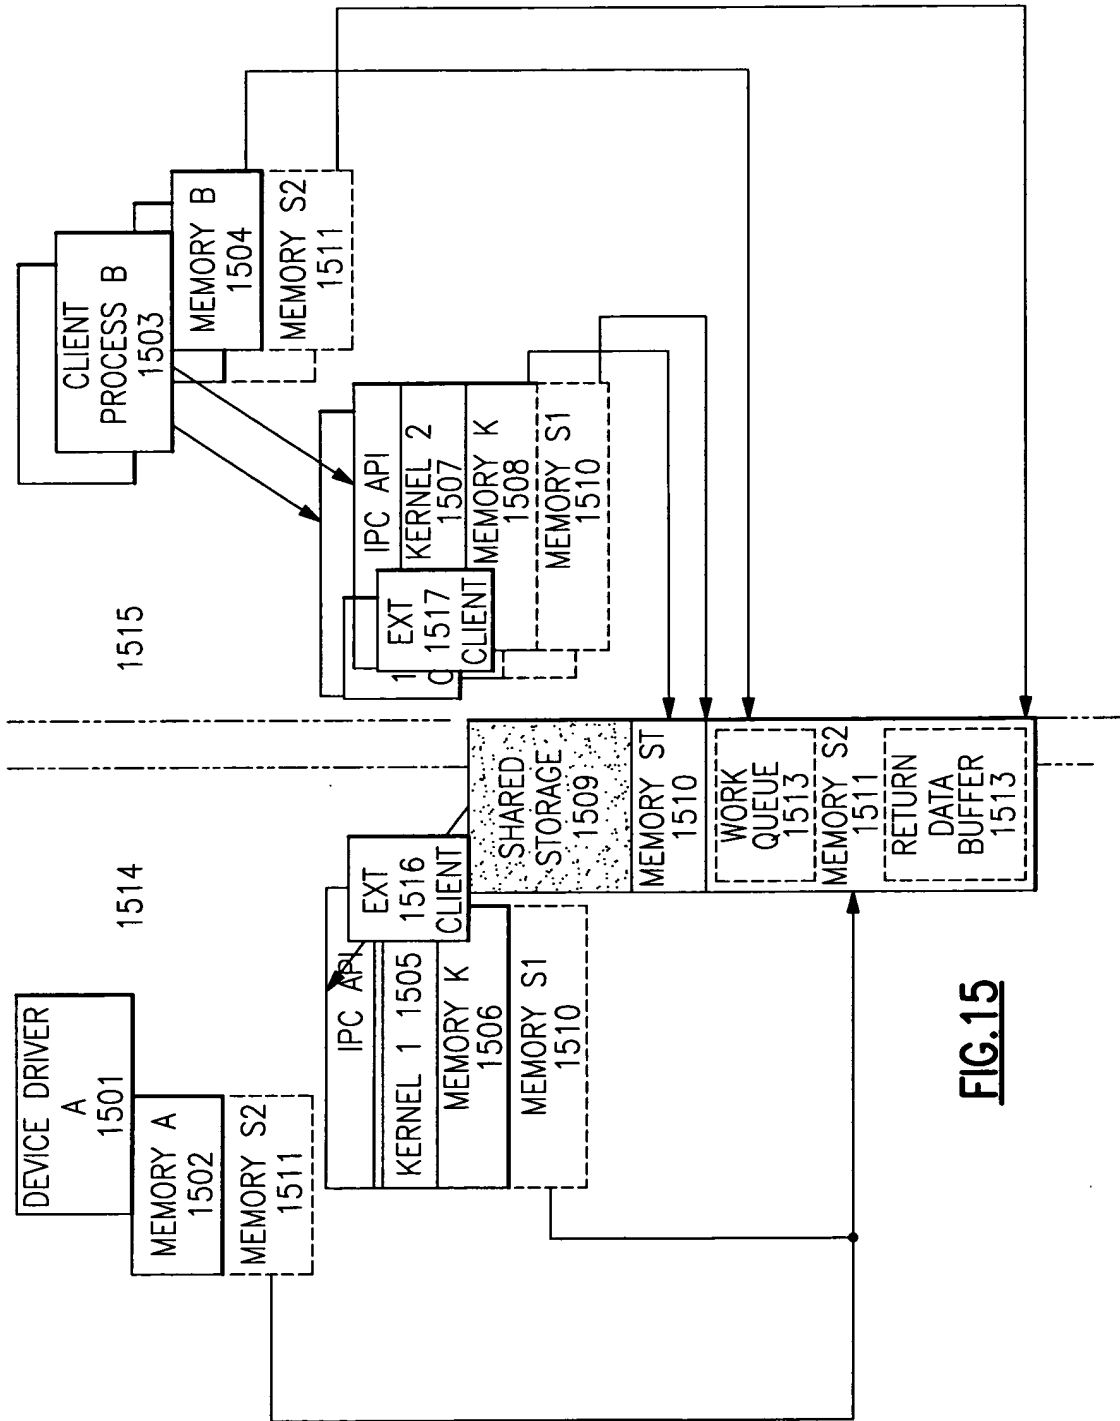 DEVICE DRIVER
A
1501
MEMORY A
1502
MEMORY S2
1511
1514
1515
CLIENT
PROCESS B
1503
MEMORY B
1504
MEMORY S2
1511
IPC API
KERNEL 1 1505
MEMORY K
1506
MEMORY S1
1510
EXT
1516
CLIENT
IPC API
KERNEL 2
1507
MEMORY K
1508
MEMORY S1
1510
EXT
1517
CLIENT
1
C
SHARED
STORAGE
1509
MEMORY ST
1510
WORK
QUEUE
1513
MEMORY S2
1511
RETURN
DATA
BUFFER
1513
FIG.15